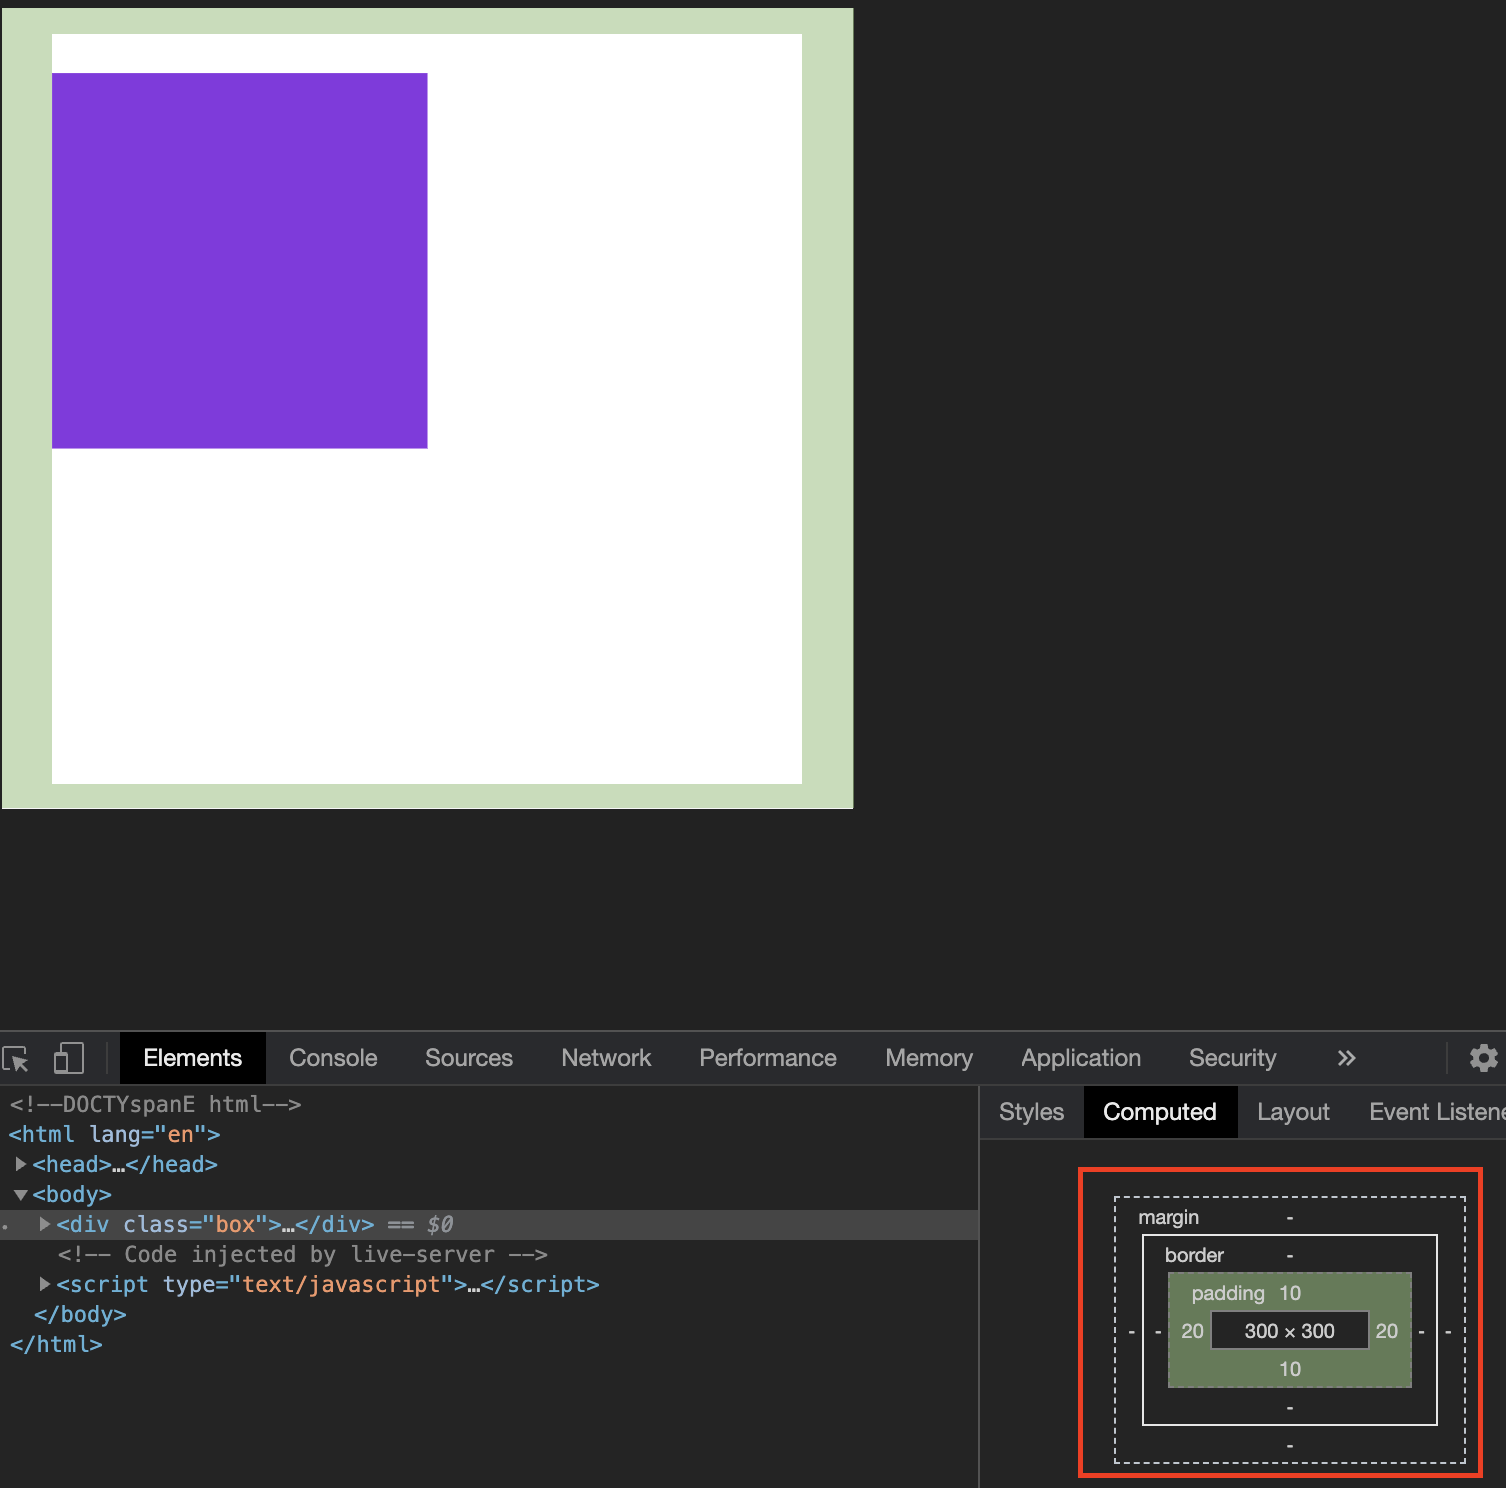 Elements Console Sources Network Performance Memory Application Security »
<!--DOCTYspanE html-->
<html lang="en">
<head>…</head>
<body>
<div class="box">…</div> == $0
<!-- Code injected by live-server -->
<script type="text/javascript">…</script>
</body>
</html>
Styles Computed Layout Event Listene
margin -
border -
padding 10
- - 20 300 × 300 20 - -
10
-
-